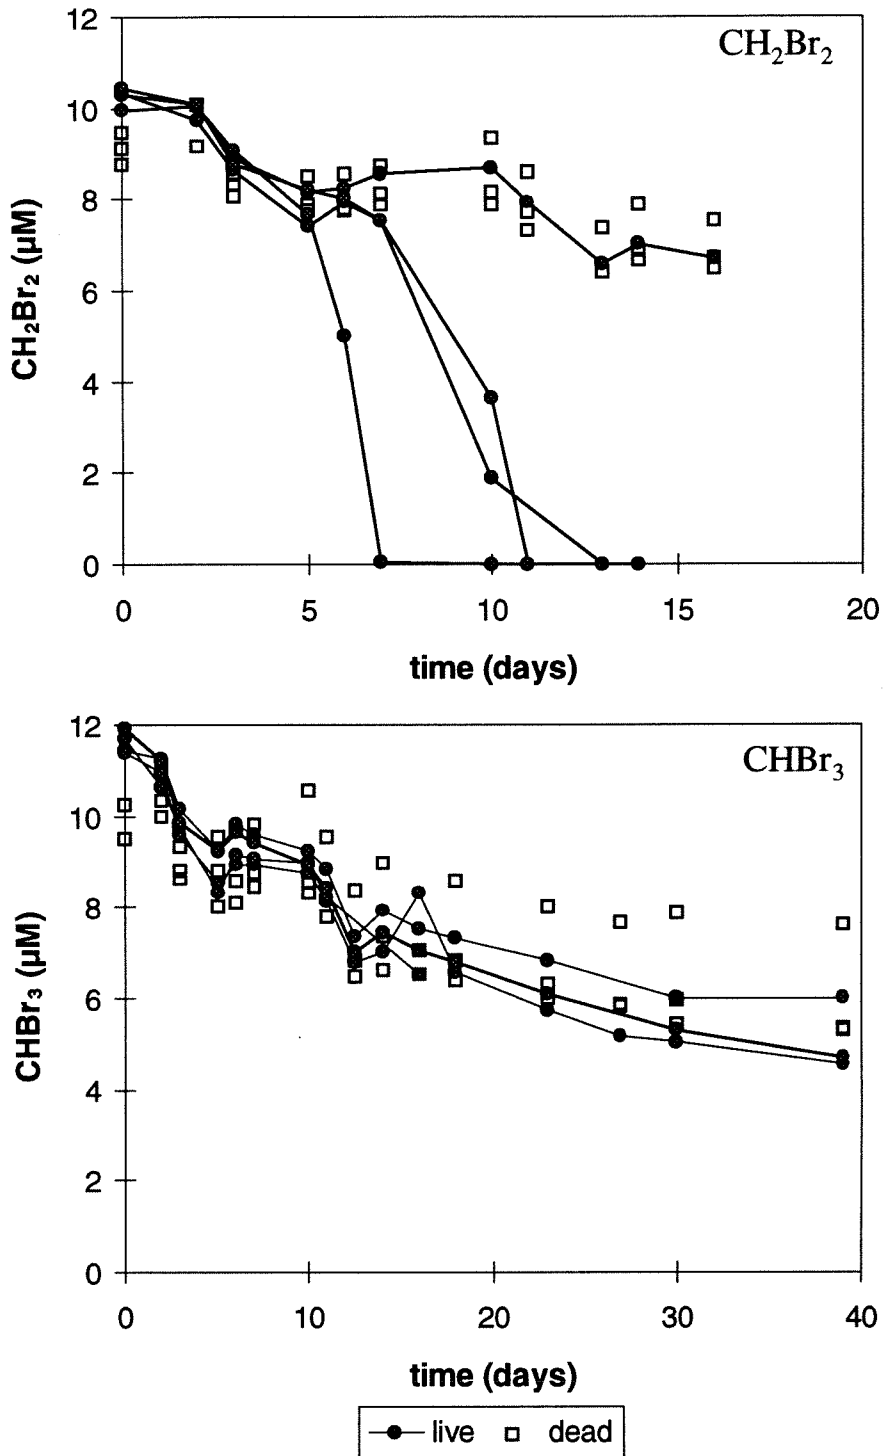 CH₂Br₂
12
10
8
6
4
2
0
CH₂Br₂ (µM)
0 5 10 15 20
time (days)
CHBr₃
12
10
8
6
4
2
0
CHBr₃ (µM)
0 10 20 30 40
time (days)
live dead